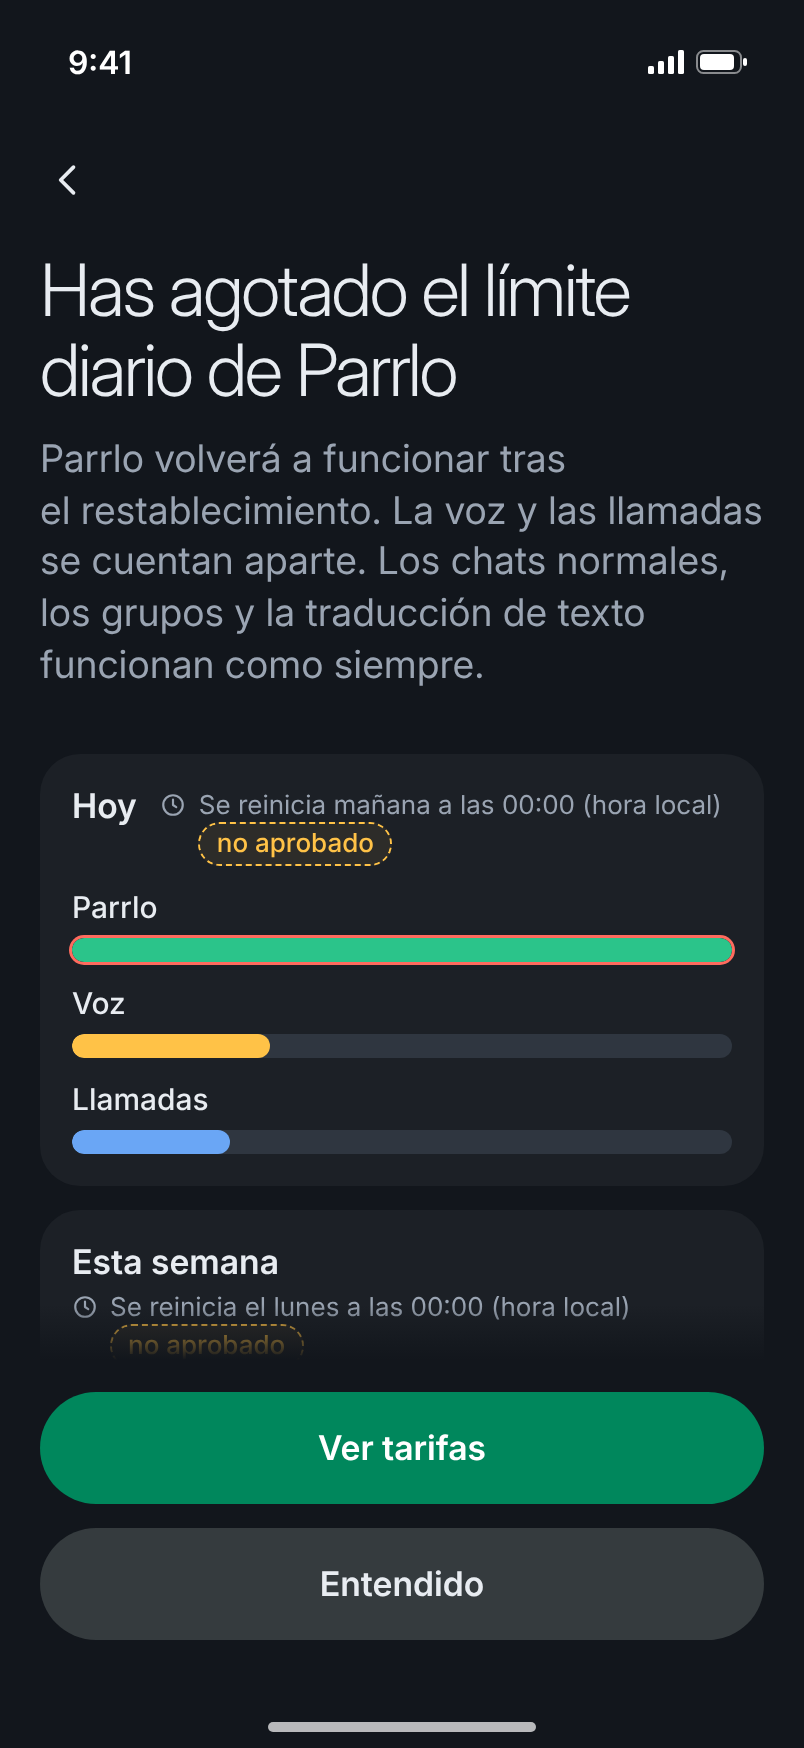 9:41
Has agotado el límite
diario de Parrlo
Parrlo volverá a funcionar tras
el restablecimiento. La voz y las llamadas
se cuentan aparte. Los chats normales,
los grupos y la traducción de texto
funcionan como siempre.
Hoy Se reinicia mañana a las 00:00 (hora local)
no aprobado
Parrlo
Voz
Llamadas
Esta semana
Se reinicia el lunes a las 00:00 (hora local)
no aprobado
Ver tarifas
Entendido